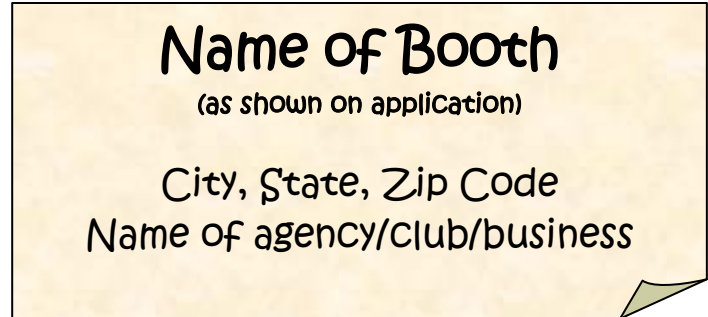 Name of Booth
(as shown on application)
City, State, Zip Code
Name of agency/club/business